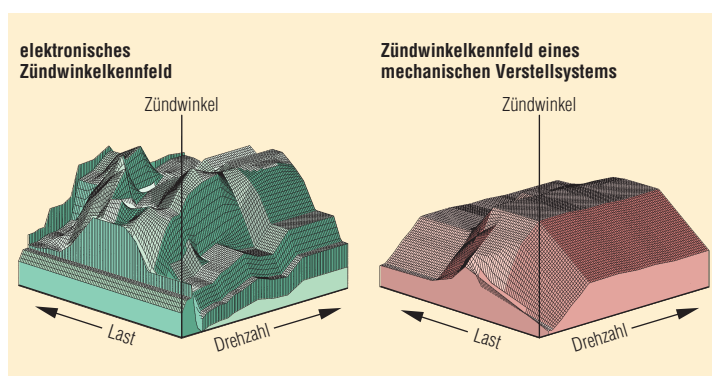 elektronisches
Zündwinkelkennfeld
Zündwinkel
Last
Drehzahl
Zündwinkelkennfeld eines
mechanischen Verstellsystems
Zündwinkel
Last
Drehzahl